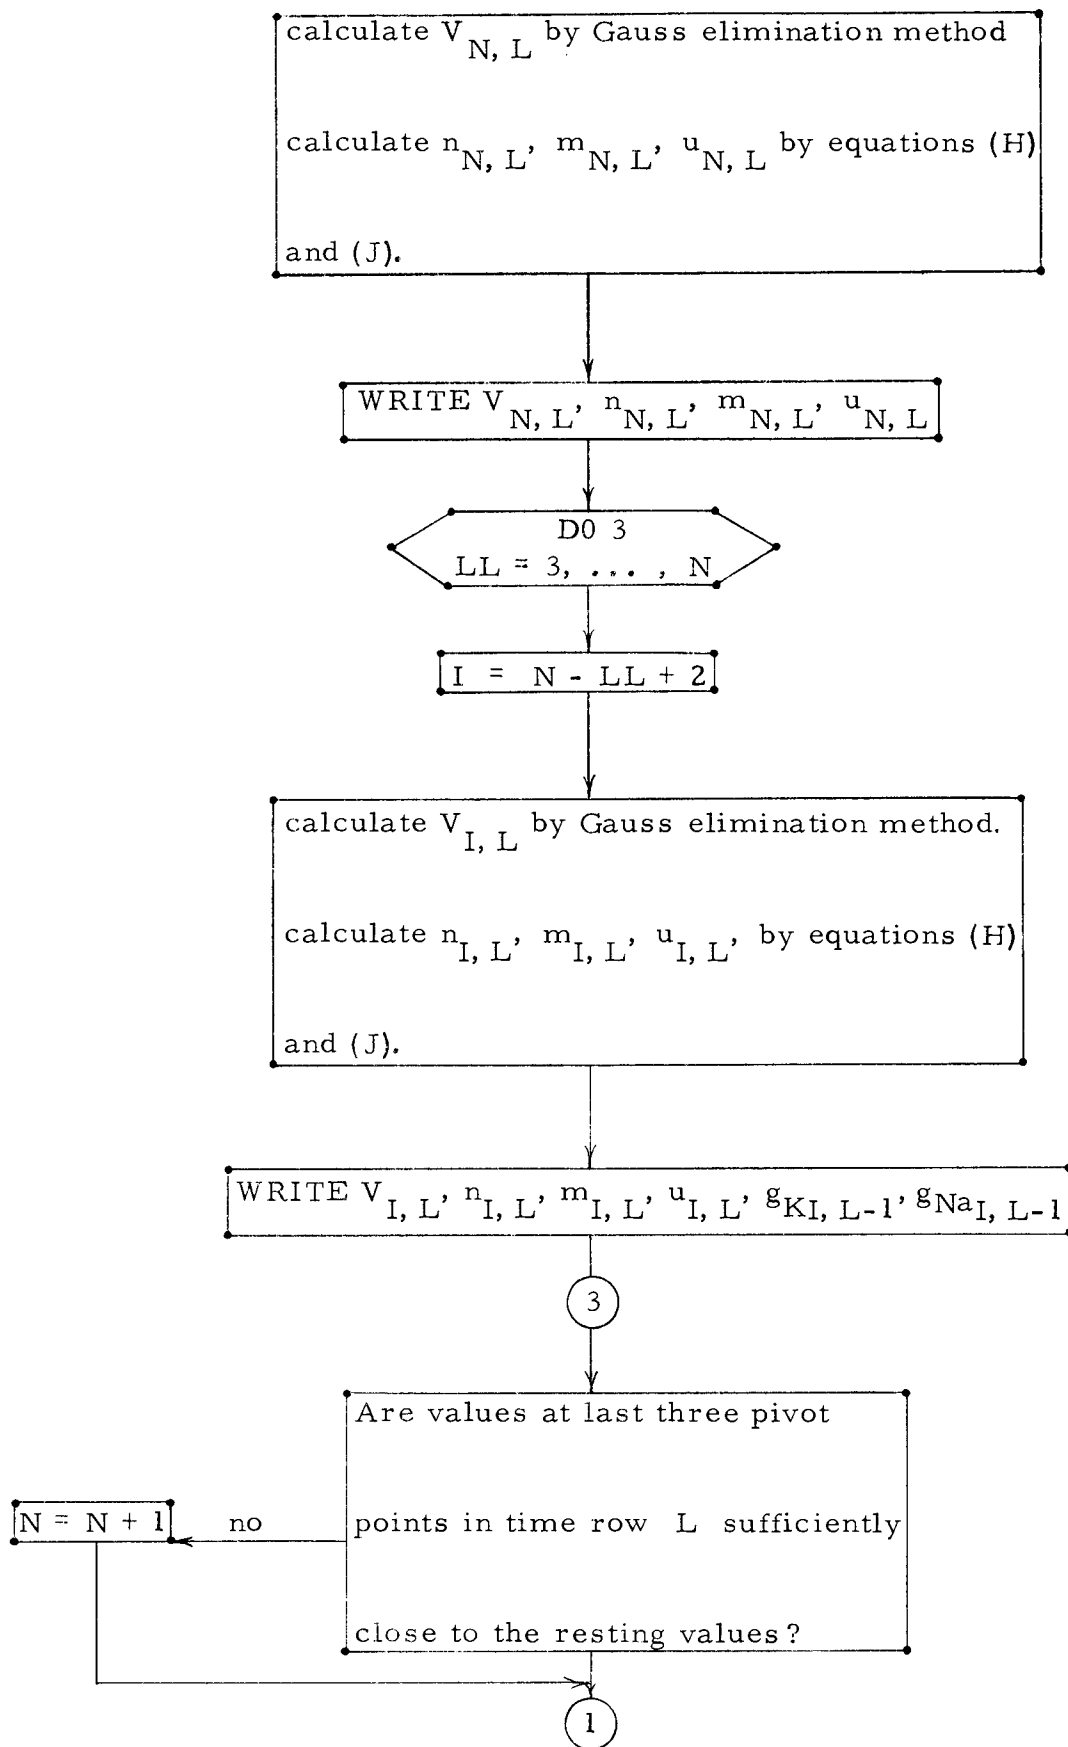 calculate V_{N, L} by Gauss elimination method
calculate n_{N, L}, m_{N, L}, u_{N, L} by equations (H)
and (J).
WRITE V_{N, L}, n_{N, L}, m_{N, L}, u_{N, L}
D0 3
LL = 3, ... , N
I = N - LL + 2
calculate V_{I, L} by Gauss elimination method.
calculate n_{I, L}, m_{I, L}, u_{I, L}, by equations (H)
and (J).
WRITE V_{I, L}, n_{I, L}, m_{I, L}, u_{I, L}, g_{KI, L-1}, g_{Na_{I, L-1}}
3
Are values at last three pivot
N = N + 1 no points in time row L sufficiently
close to the resting values?
1